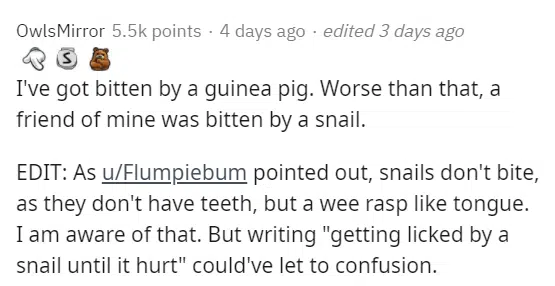 OwlsMirror 5.5k points · 4 days ago · edited 3 days ago
S
I've got bitten by a guinea pig. Worse than that, a
friend of mine was bitten by a snail.
EDIT: As u/Flumpiebum pointed out, snails don't bite,
as they don't have teeth, but a wee rasp like tongue.
I am aware of that. But writing "getting licked by a
snail until it hurt" could've let to confusion.